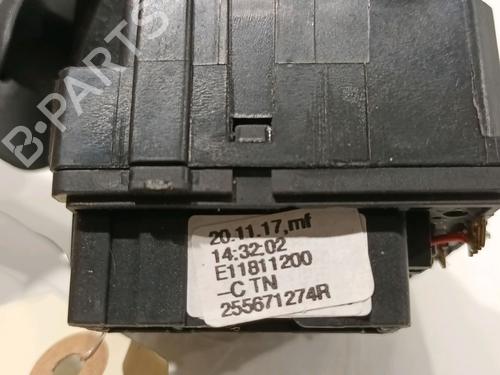 B-PARTS
20.11.17,mf
14:32:02
E11811200
-C TN
255671274R